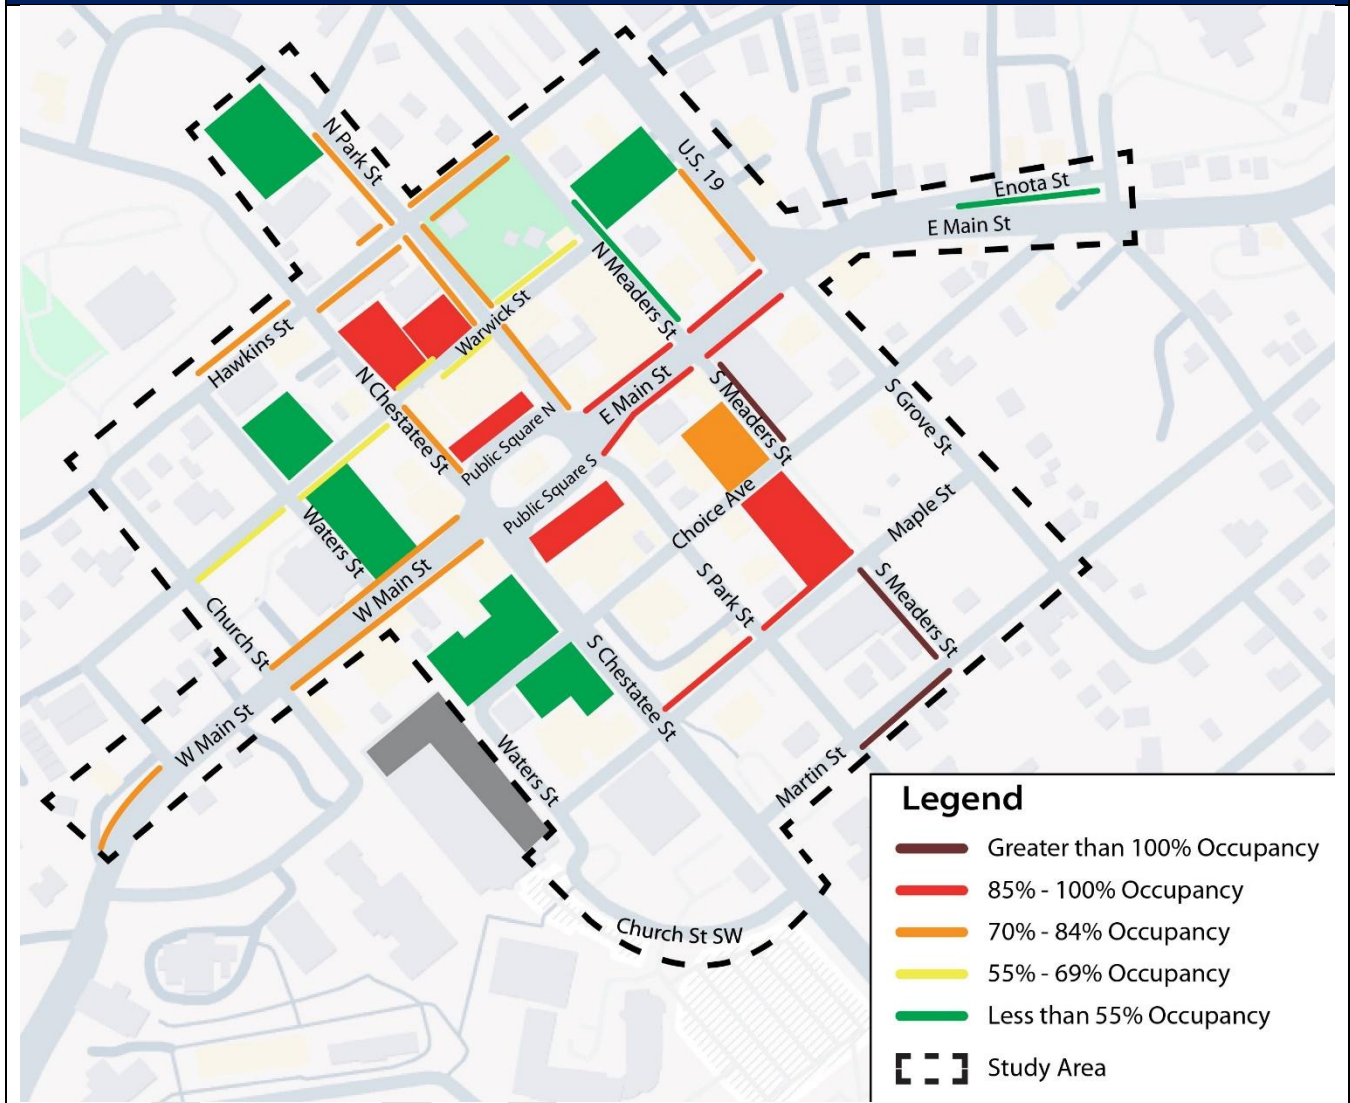 N Park St
U.S. 19
Enota St
E Main St
N Meaders St
Warwick St
Hawkins St
N Chestatee St
E Main St
S Meaders St
S Grove St
Public Square N
Public Square S
Choice Ave
Maple St
Waters St
W Main St
S Park St
S Meaders St
Church St
S Chestatee St
W Main St
Waters St
Martin St
Church St SW
Legend
Greater than 100% Occupancy
85% - 100% Occupancy
70% - 84% Occupancy
55% - 69% Occupancy
Less than 55% Occupancy
Study Area